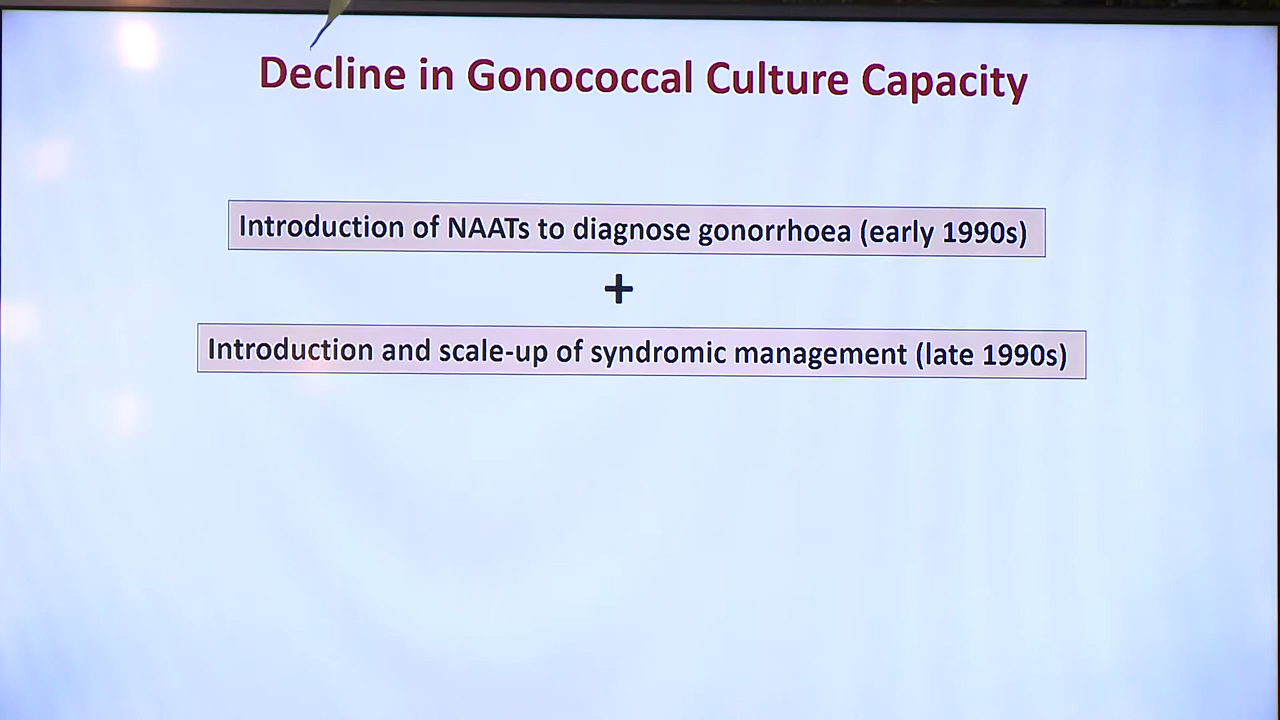 Decline in Gonococcal Culture Capacity
Introduction of NAATs to diagnose gonorrhoea (early 1990s)
+
Introduction and scale-up of syndromic management (late 1990s)